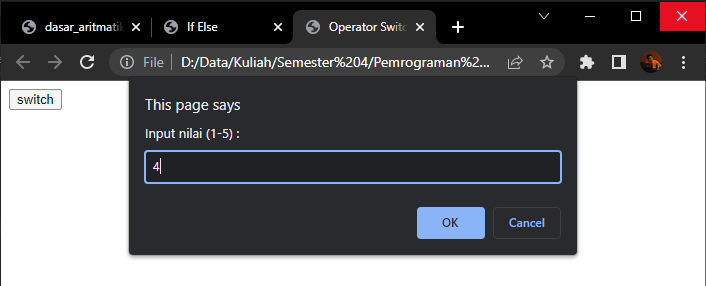 dasar_aritmatik
If Else
Operator Switc
File
D:/Data/Kuliah/Semester%204/Pemrograman%2...
switch
This page says
Input nilai (1-5) :
4
OK
Cancel